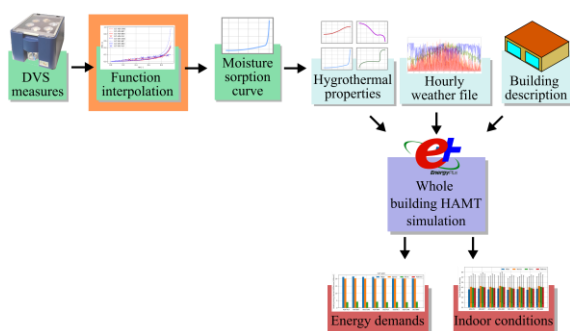 DVS
measures
Function
interpolation
Moisture
sorption
curve
Hygrothermal
properties
Hourly
weather file
Building
description
e+
EnergyPlus
Whole
building HAMT
simulation
Energy demands
Indoor conditions